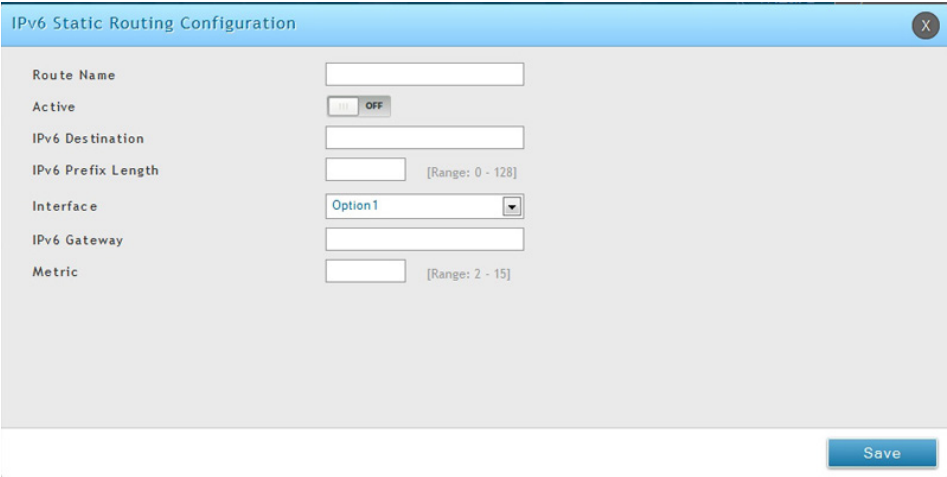 IPv6 Static Routing Configuration
X
Route Name
Active OFF
IPv6 Destination
IPv6 Prefix Length [Range: 0 - 128]
Interface Option1
IPv6 Gateway
Metric [Range: 2 - 15]
Save